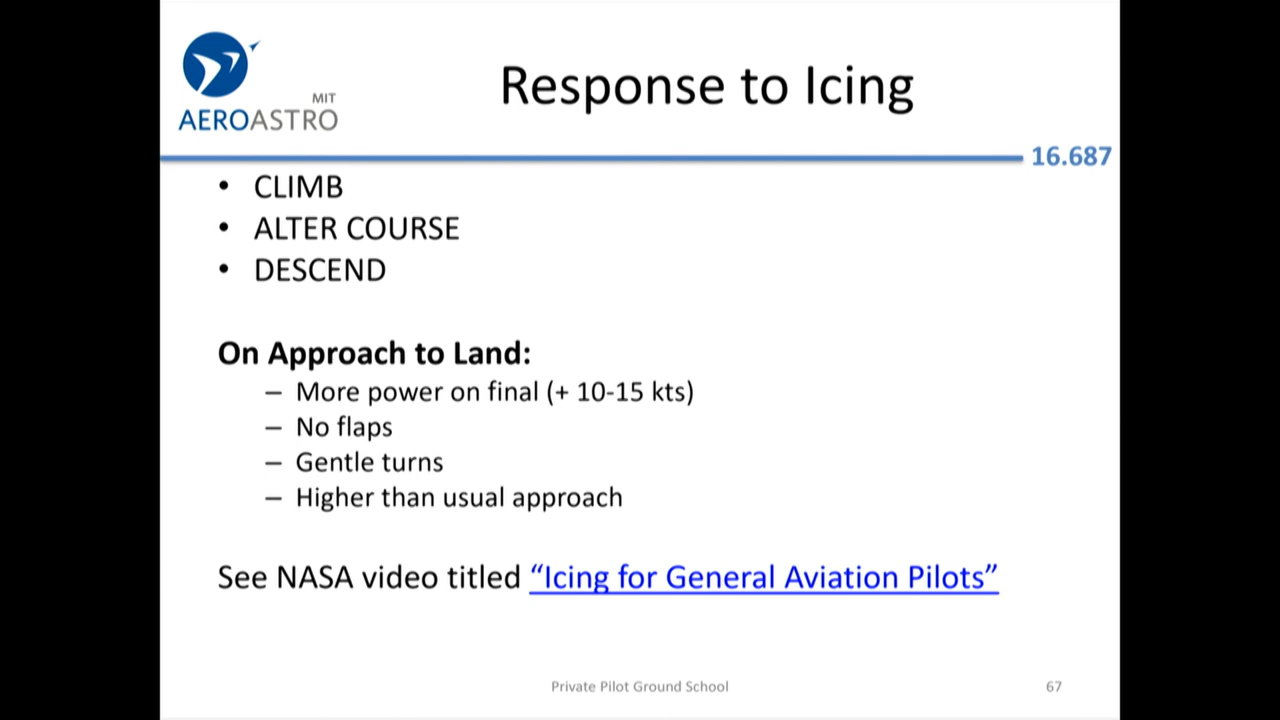 MIT
AEROASTRO
Response to Icing
16.687
• CLIMB
• ALTER COURSE
• DESCEND
On Approach to Land:
– More power on final (+ 10-15 kts)
– No flaps
– Gentle turns
– Higher than usual approach
See NASA video titled “Icing for General Aviation Pilots”
Private Pilot Ground School
67